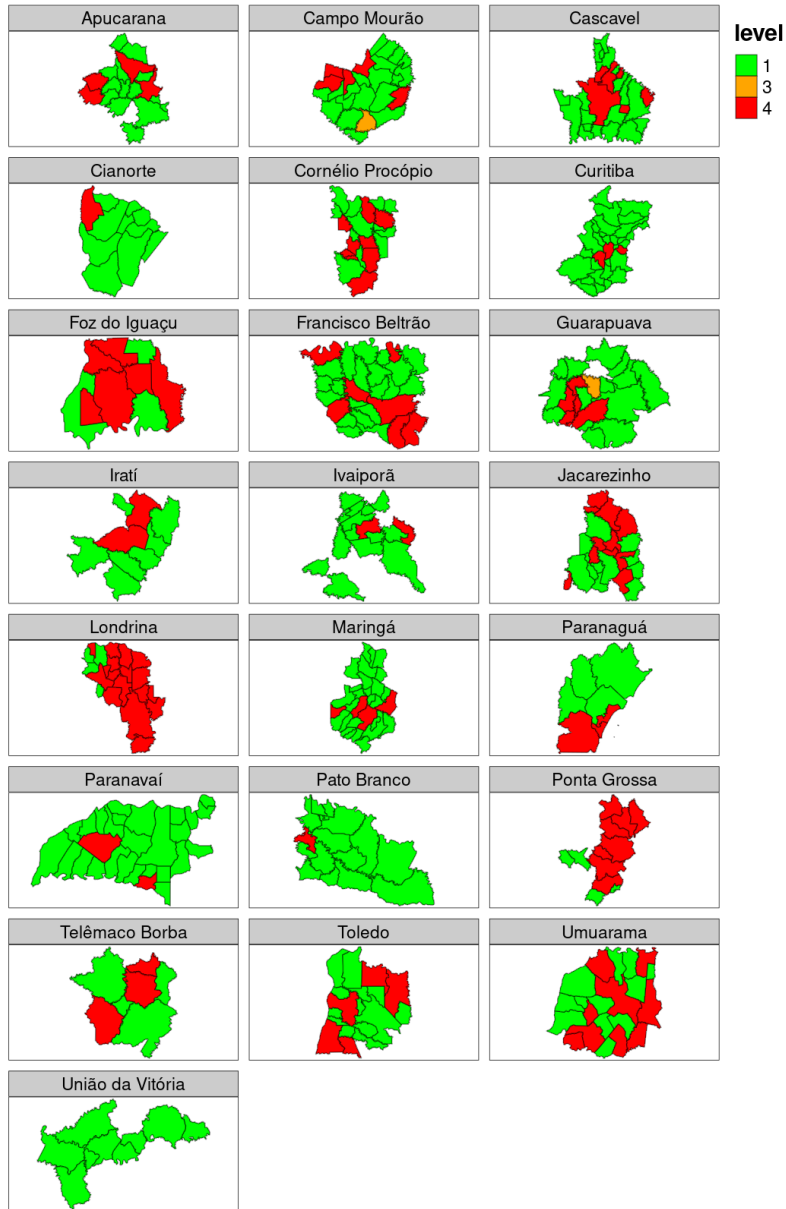 Apucarana
Campo Mourão
Cascavel
level
1
3
4
Cianorte
Cornélio Procópio
Curitiba
Foz do Iguaçu
Francisco Beltrão
Guarapuava
Iratí
Ivaiporã
Jacarezinho
Londrina
Maringá
Paranaguá
Paranavaí
Pato Branco
Ponta Grossa
Telêmaco Borba
Toledo
Umuarama
União da Vitória